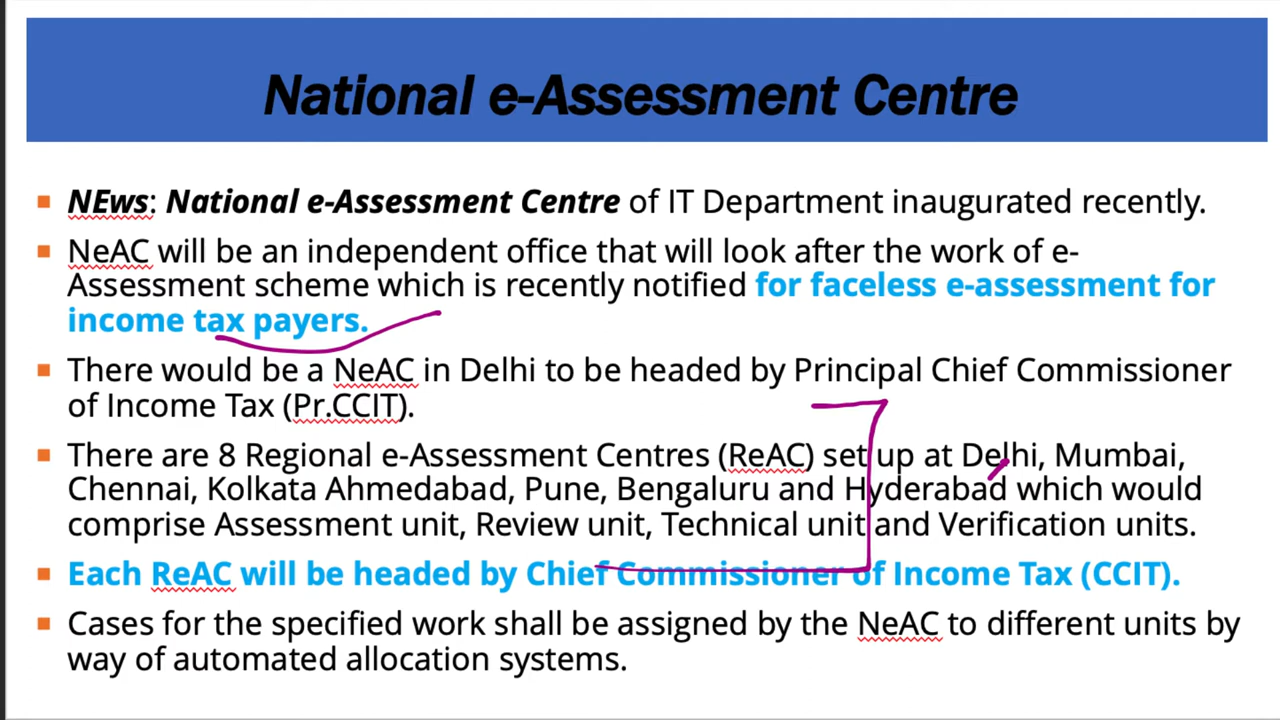 National e-Assessment Centre
NEws: National e-Assessment Centre of IT Department inaugurated recently.
NeAC will be an independent office that will look after the work of e-
Assessment scheme which is recently notified for faceless e-assessment for
income tax payers.
There would be a NeAC in Delhi to be headed by Principal Chief Commissioner
of Income Tax (Pr.CCIT).
There are 8 Regional e-Assessment Centres (ReAC) set up at Delhi, Mumbai,
Chennai, Kolkata Ahmedabad, Pune, Bengaluru and Hyderabad which would
comprise Assessment unit, Review unit, Technical unit and Verification units.
Each ReAC will be headed by Chief Commissioner of Income Tax (CCIT).
Cases for the specified work shall be assigned by the NeAC to different units by
way of automated allocation systems.